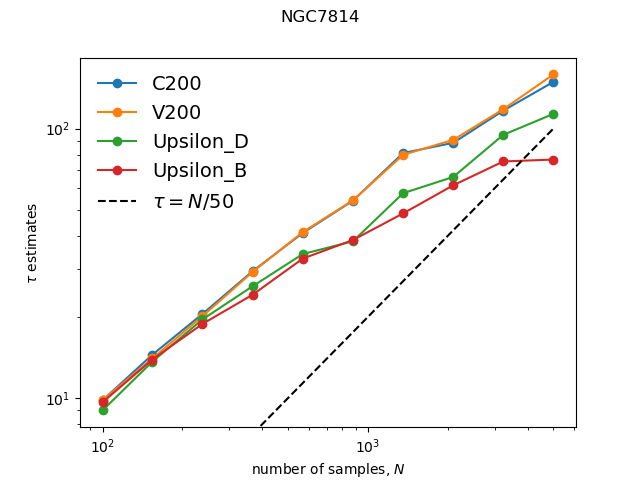 NGC7814
C200
V200
Upsilon_D
Upsilon_B
τ = N/50
10²
10¹
τ estimates
10²
10³
number of samples, N